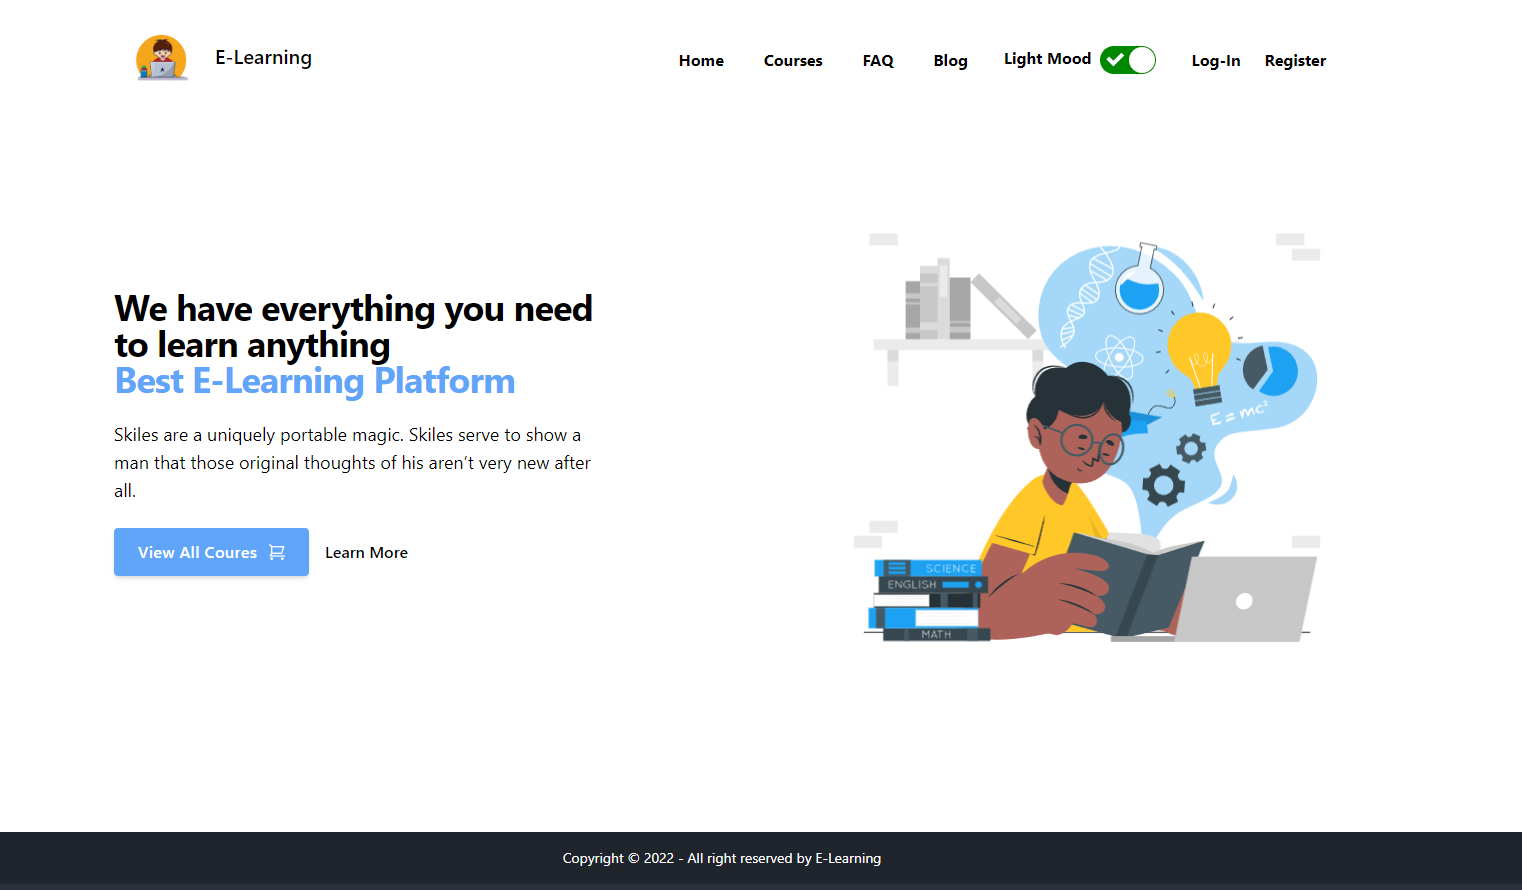 E-Learning
Home Courses FAQ Blog Light Mood Log-In Register
We have everything you need
to learn anything
Best E-Learning Platform
Skiles are a uniquely portable magic. Skiles serve to show a
man that those original thoughts of his aren’t very new after
all.
View All Coures Learn More
E = mc²
SCIENCE
ENGLISH
MATH
Copyright © 2022 - All right reserved by E-Learning